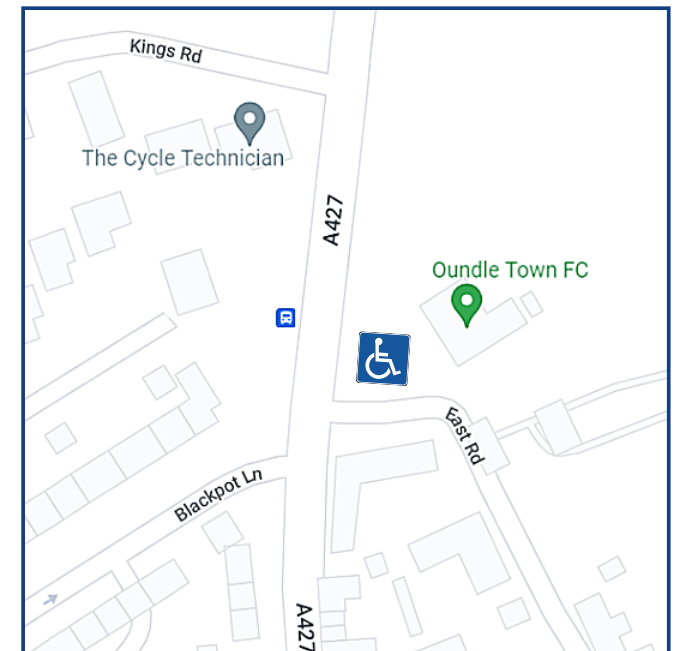 Kings Rd
The Cycle Technician
A427
Oundle Town FC
East Rd
Blackpot Ln
A427